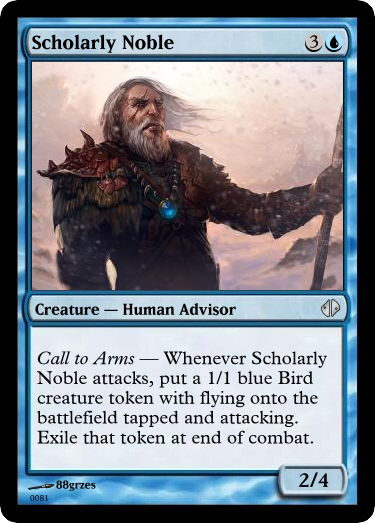 Scholarly Noble 3
Creature — Human Advisor
Call to Arms — Whenever Scholarly
Noble attacks, put a 1/1 blue Bird
creature token with flying onto the
battlefield tapped and attacking.
Exile that token at end of combat.
88grzes
2/4
0081